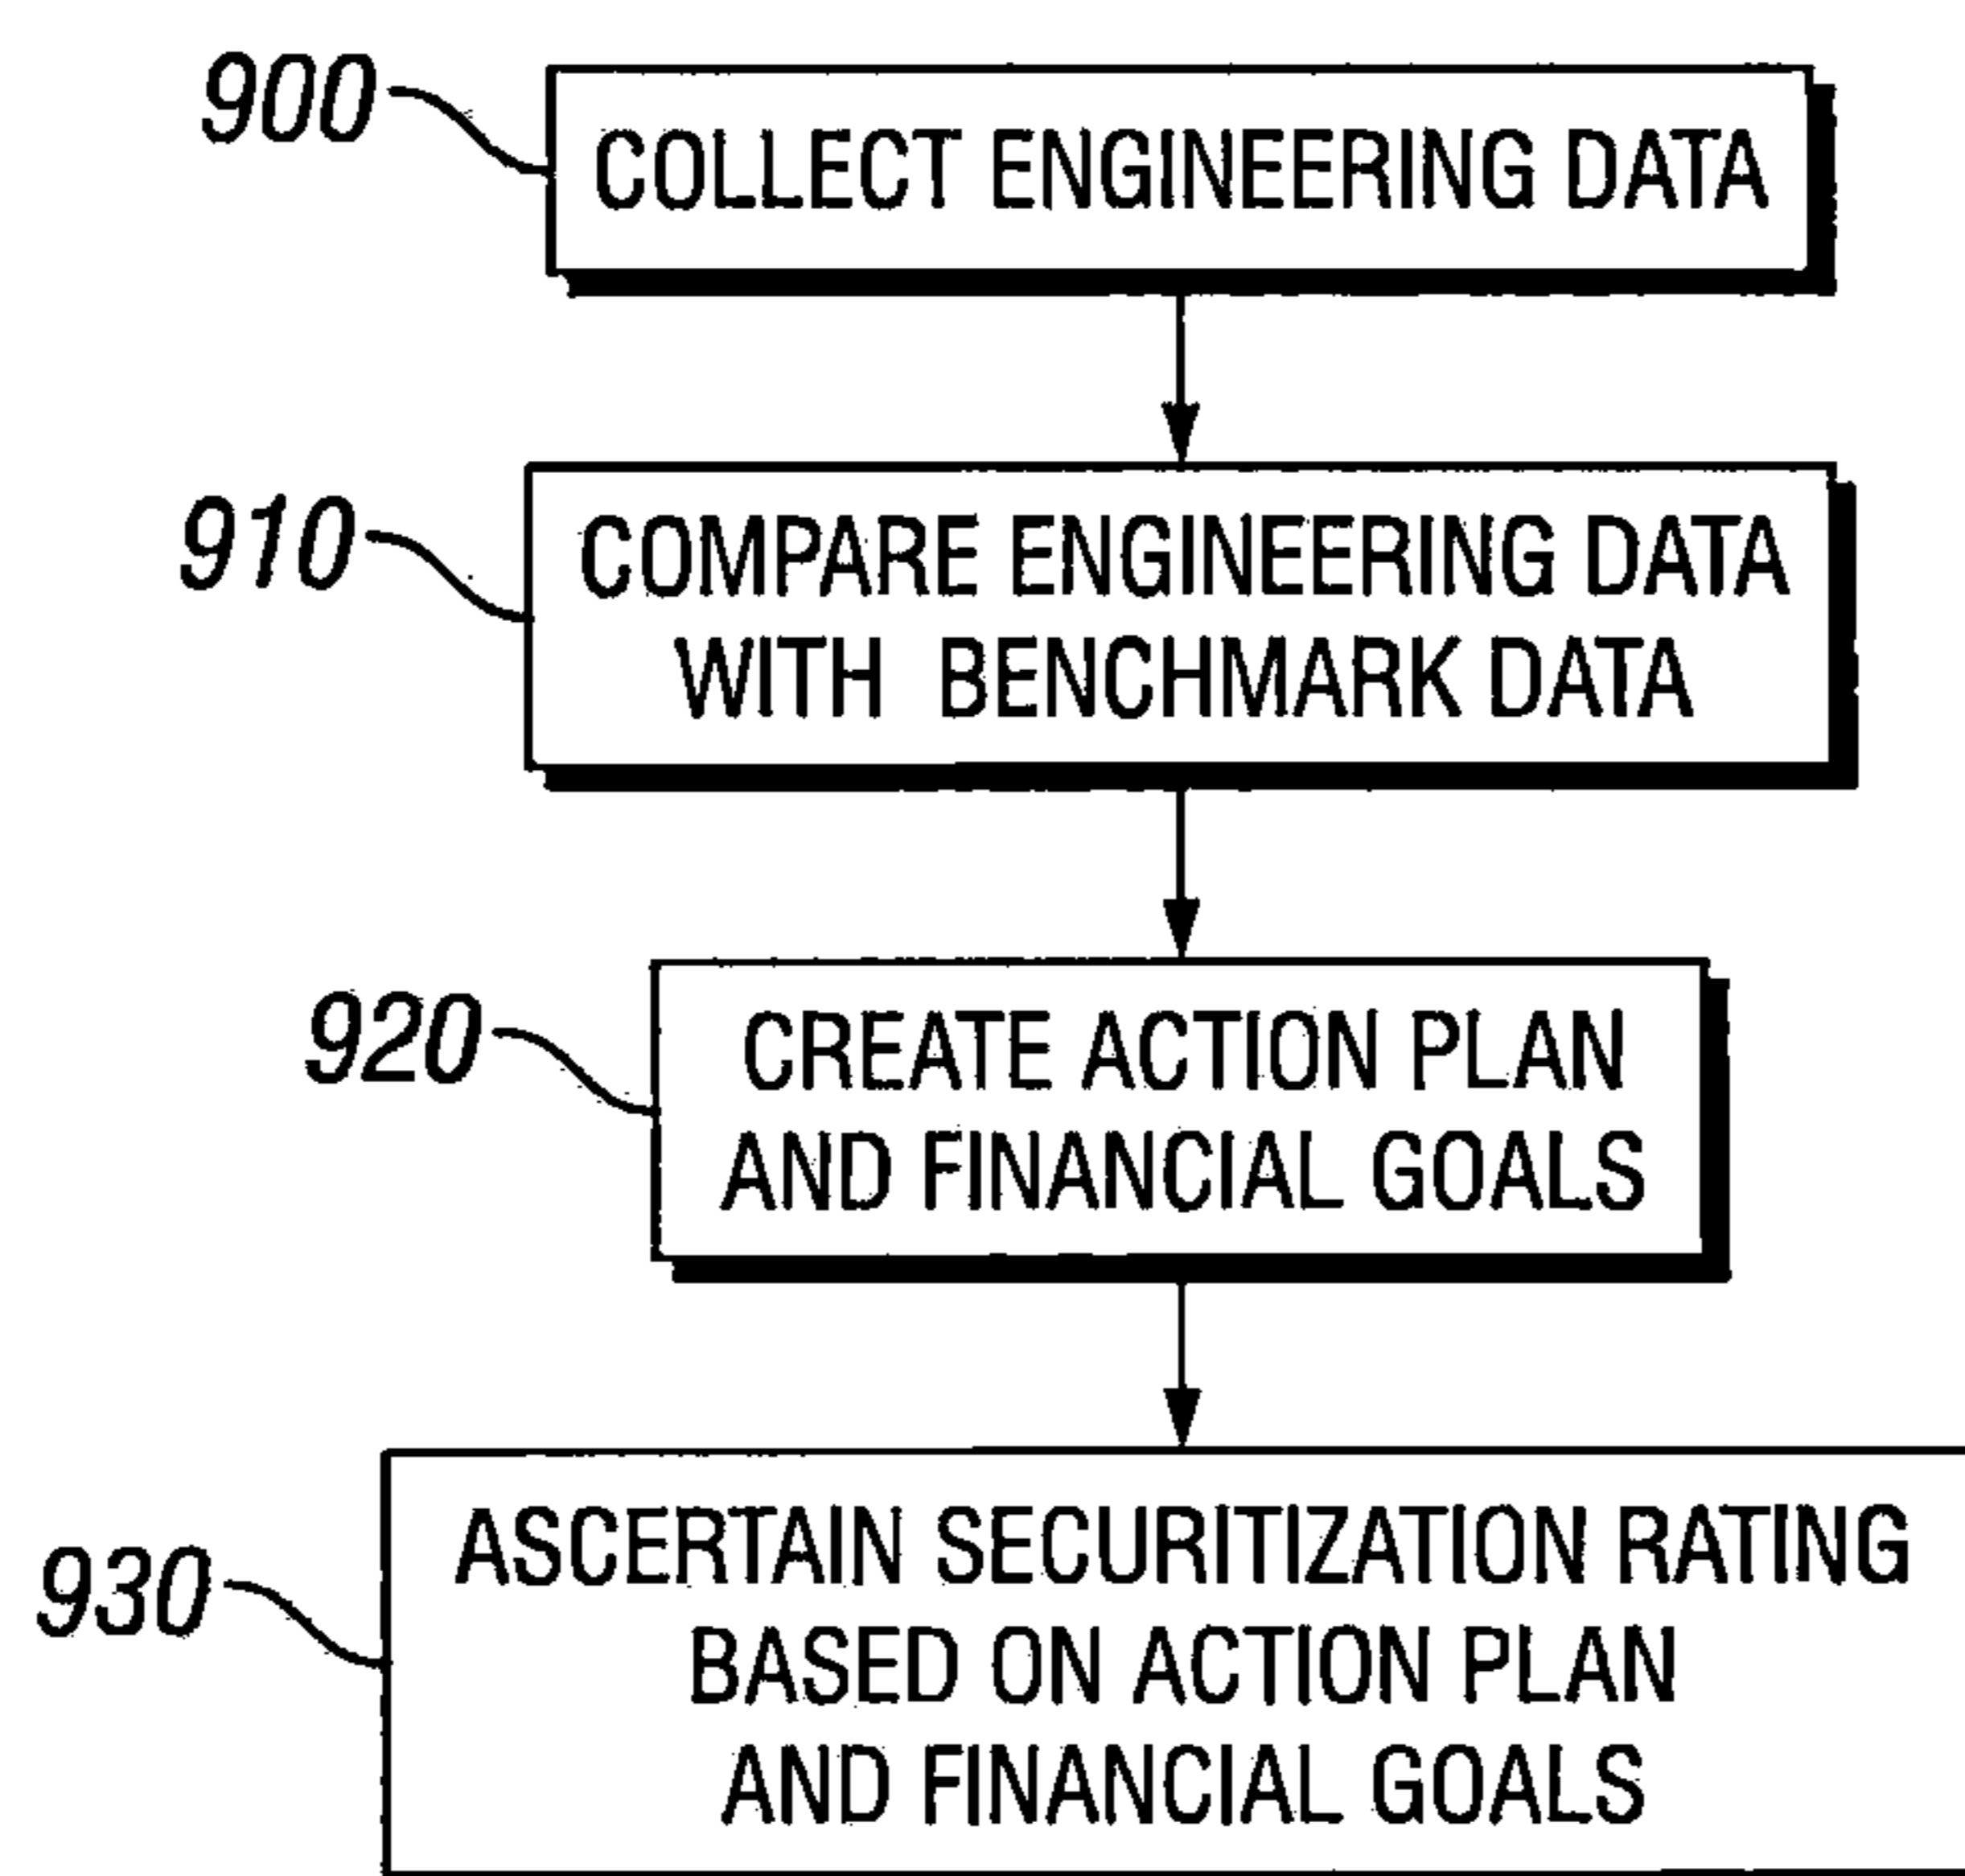 900
COLLECT ENGINEERING DATA
910
COMPARE ENGINEERING DATA
WITH BENCHMARK DATA
920
CREATE ACTION PLAN
AND FINANCIAL GOALS
930
ASCERTAIN SECURITIZATION RATING
BASED ON ACTION PLAN
AND FINANCIAL GOALS